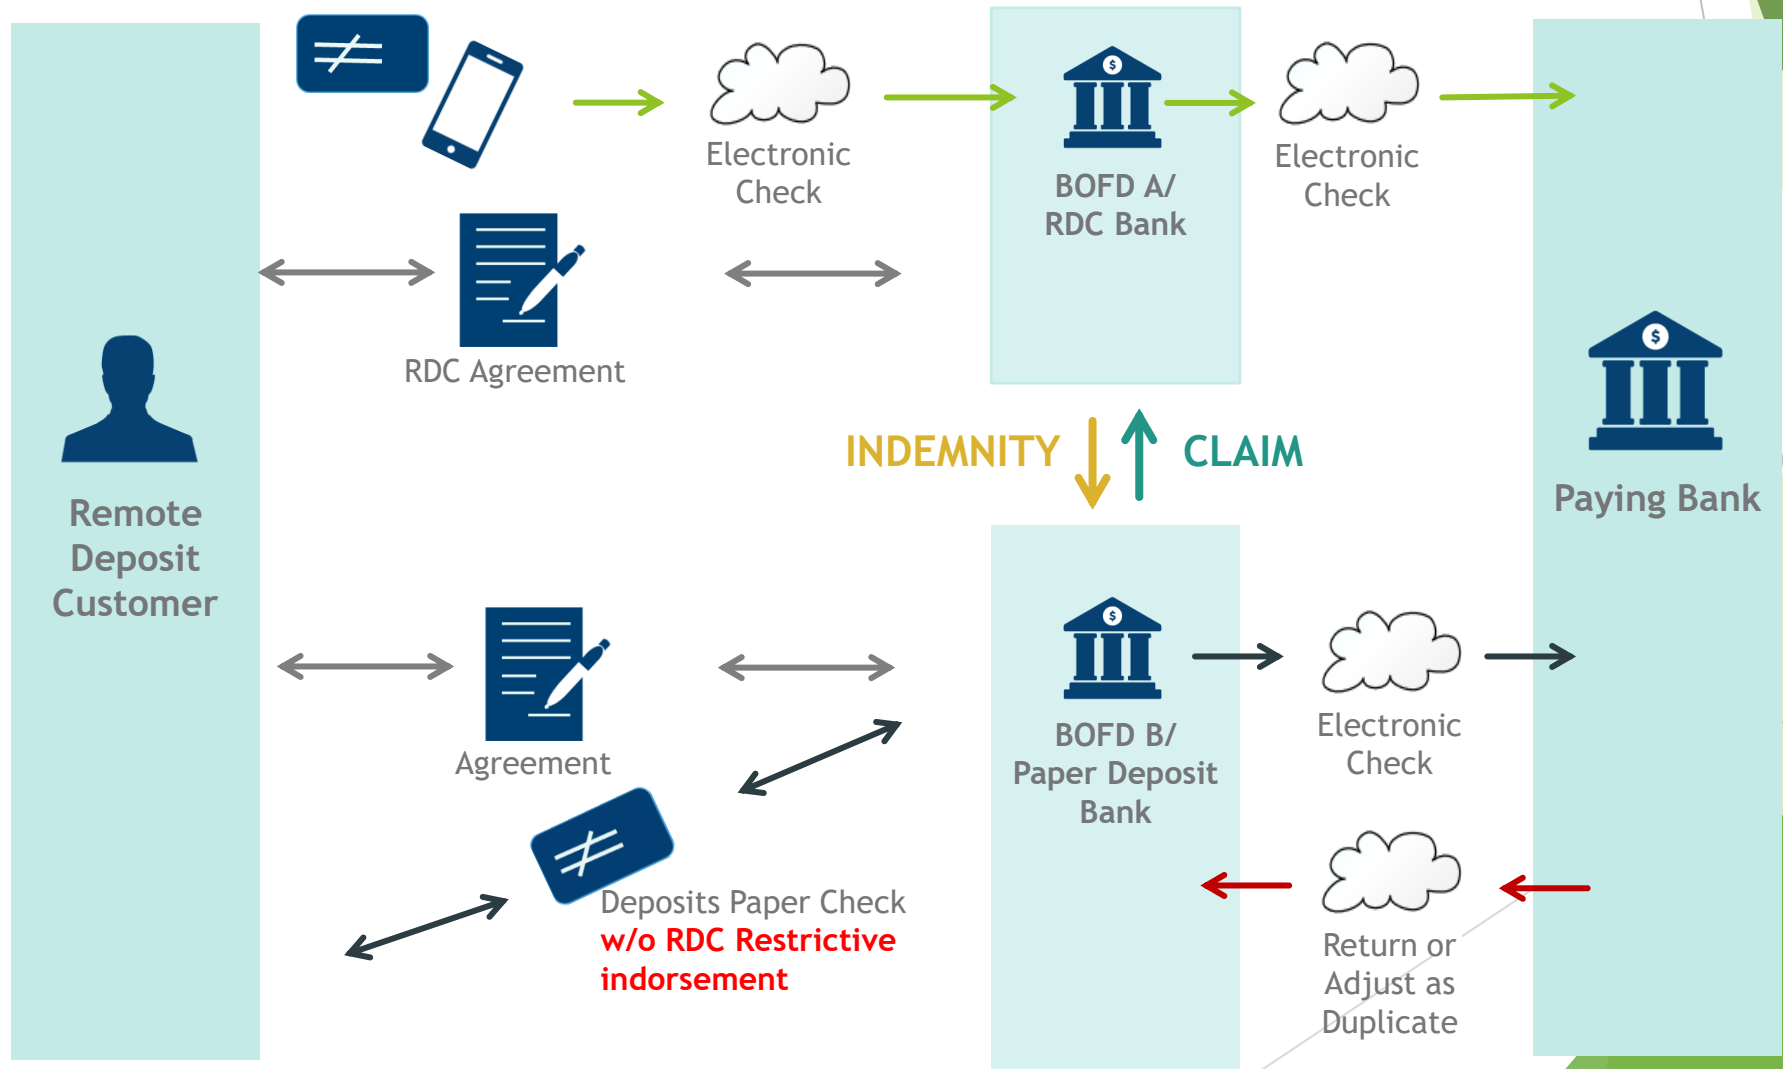 Electronic
Check
BOFD A/
RDC Bank
Electronic
Check
RDC Agreement
INDEMNITY
CLAIM
Remote
Deposit
Customer
Paying Bank
Agreement
BOFD B/
Paper Deposit
Bank
Electronic
Check
Deposits Paper Check
w/o RDC Restrictive
indorsement
Return or
Adjust as
Duplicate
$
$
$